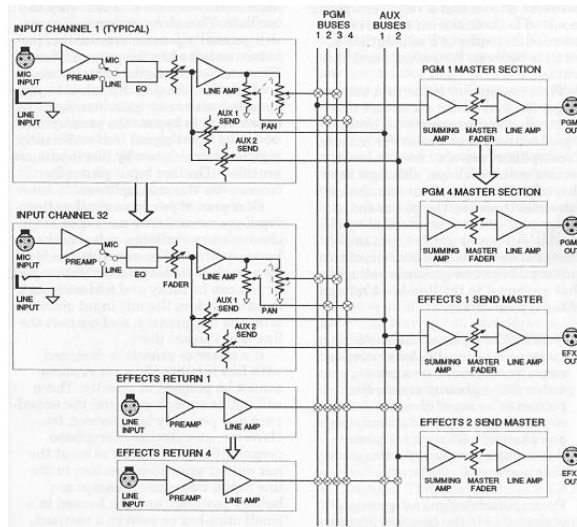 PGM
BUSES
1 2 3 4
AUX
BUSES
1 2
INPUT CHANNEL 1 (TYPICAL)
MIC
INPUT
PREAMP
MIC
LINE
EQ
LINE AMP
LINE
INPUT
AUX 1
SEND
PAN
AUX 2
SEND
INPUT CHANNEL 32
MIC
INPUT
PREAMP
MIC
LINE
EQ
FADER
LINE AMP
LINE
INPUT
AUX 1
SEND
PAN
AUX 2
SEND
EFFECTS RETURN 1
LINE
INPUT
PREAMP
LINE AMP
EFFECTS RETURN 4
LINE
INPUT
PREAMP
LINE AMP
PGM 1 MASTER SECTION
SUMMING
AMP
MASTER
FADER
LINE AMP
PGM
OUT
PGM 4 MASTER SECTION
SUMMING
AMP
MASTER
FADER
LINE AMP
PGM
OUT
EFFECTS 1 SEND MASTER
SUMMING
AMP
MASTER
FADER
LINE AMP
EFX
OUT
EFFECTS 2 SEND MASTER
SUMMING
AMP
MASTER
FADER
LINE AMP
EFX
OUT